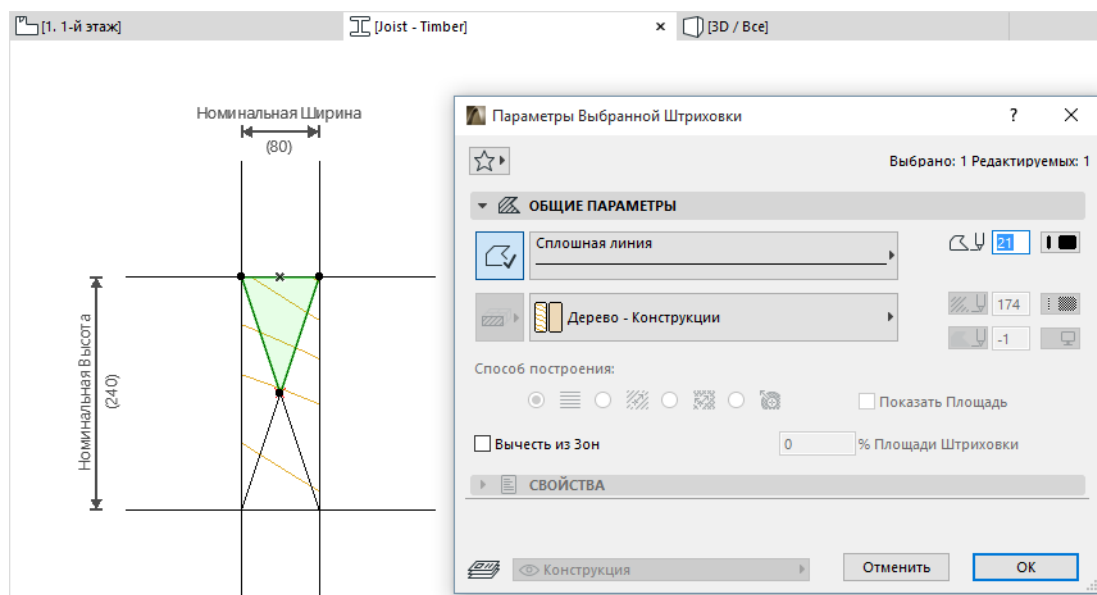 [1. 1-й этаж]
[Joist - Timber]
[3D / Все]
Номинальная Ширина
(80)
Номинальная Высота
(240)
Параметры Выбранной Штриховки
Выбрано: 1 Редактируемых: 1
ОБЩИЕ ПАРАМЕТРЫ
Сплошная линия
21
Дерево - Конструкции
174
-1
Способ построения:
Показать Площадь
Вычесть из Зон
0
% Площади Штриховки
СВОЙСТВА
Конструкция
Отменить
OK